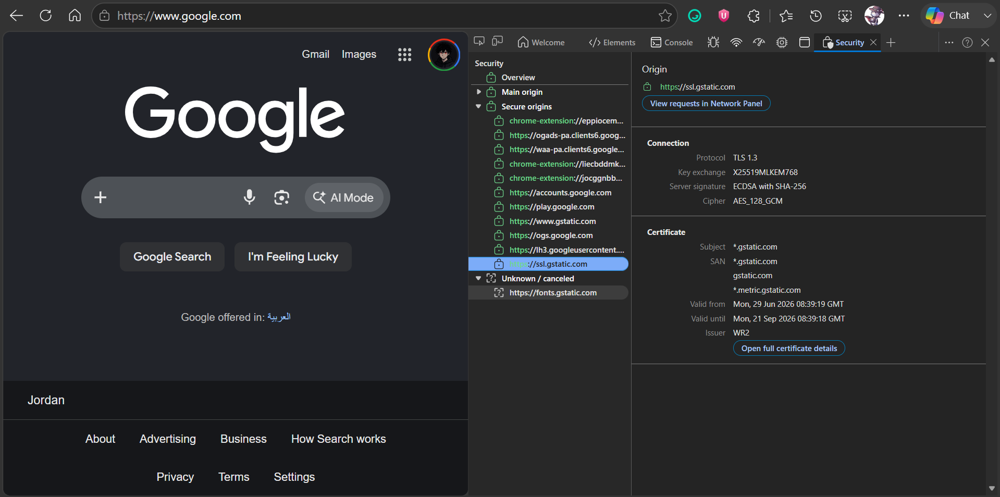 https://www.google.com
Chat
Gmail Images
Google
AI Mode
Google Search I'm Feeling Lucky
Google offered in: العربية
Jordan
About Advertising Business How Search works
Privacy Terms Settings
Welcome Elements Console Security
Security
Overview
Main origin
Secure origins
chrome-extension://eppiocem...
https://ogads-pa.clients6.goog...
https://waa-pa.clients6.google...
chrome-extension://liecbddmk...
chrome-extension://jocggnbb...
https://accounts.google.com
https://play.google.com
https://www.gstatic.com
https://ogs.google.com
https://lh3.googleusercontent....
https://ssl.gstatic.com
Unknown / canceled
https://fonts.gstatic.com
Origin
https://ssl.gstatic.com
View requests in Network Panel
Connection
Protocol TLS 1.3
Key exchange X25519MLKEM768
Server signature ECDSA with SHA-256
Cipher AES_128_GCM
Certificate
Subject *.gstatic.com
SAN *.gstatic.com
gstatic.com
*.metric.gstatic.com
Valid from Mon, 29 Jun 2026 08:39:19 GMT
Valid until Mon, 21 Sep 2026 08:39:18 GMT
Issuer WR2
Open full certificate details